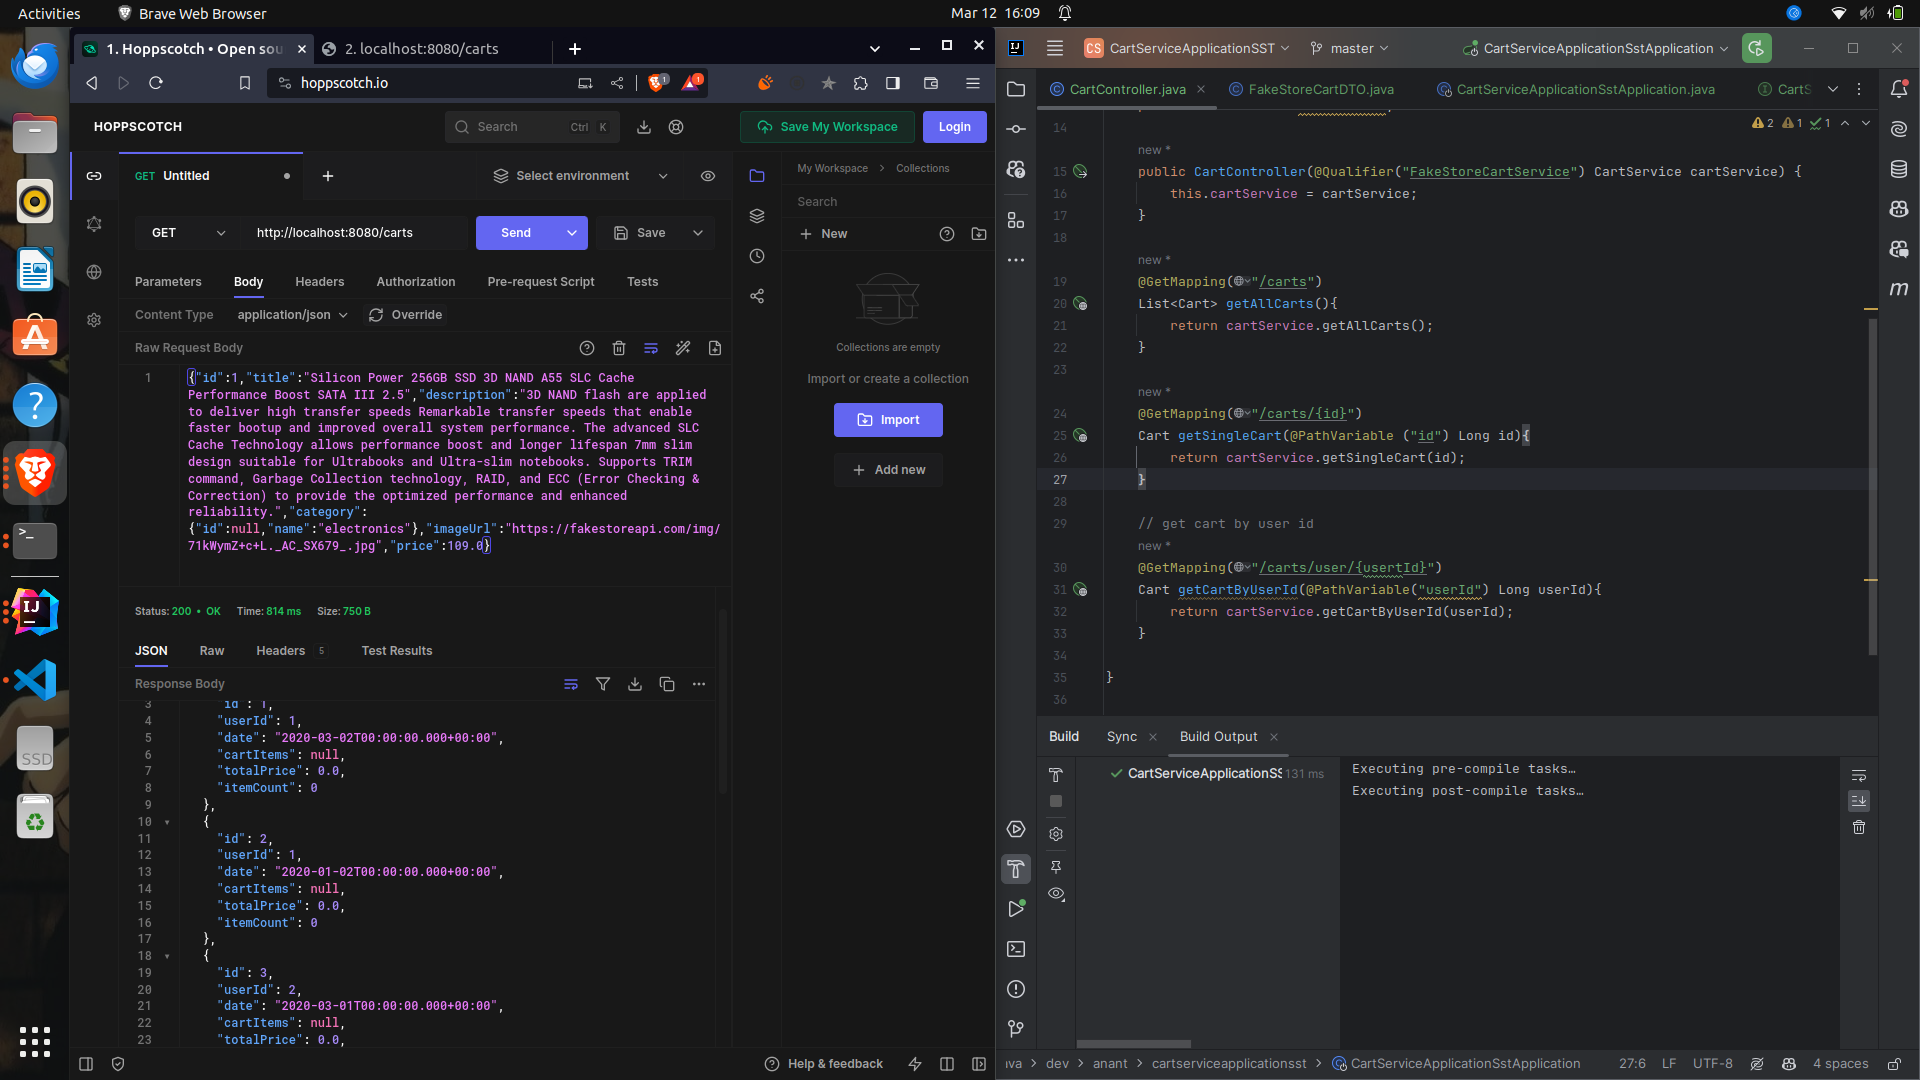 Activities
Brave Web Browser
Mar 12 16:09
1. Hoppscotch • Open sou
2. localhost:8080/carts
hoppscotch.io
1
1
HOPPSCOTCH
Search
Ctrl K
Save My Workspace
Login
GET Untitled
Select environment
GET
http://localhost:8080/carts
Send
Save
Parameters
Body
Headers
Authorization
Pre-request Script
Tests
Content Type
application/json
Override
Raw Request Body
1
{"id":1,"title":"Silicon Power 256GB SSD 3D NAND A55 SLC Cache
Performance Boost SATA III 2.5","description":"3D NAND flash are applied
to deliver high transfer speeds Remarkable transfer speeds that enable
faster bootup and improved overall system performance. The advanced SLC
Cache Technology allows performance boost and longer lifespan 7mm slim
design suitable for Ultrabooks and Ultra-slim notebooks. Supports TRIM
command, Garbage Collection technology, RAID, and ECC (Error Checking &
Correction) to provide the optimized performance and enhanced
reliability.","category":
{"id":null,"name":"electronics"},"imageUrl":"https://fakestoreapi.com/img/
71kWymZ+c+L._AC_SX679_.jpg","price":109.0}
Status: 200 • OK Time: 814 ms Size: 750 B
JSON
Raw
Headers 5
Test Results
Response Body
3 "id": 1,
4 "userId": 1,
5 "date": "2020-03-02T00:00:00.000+00:00",
6 "cartItems": null,
7 "totalPrice": 0.0,
8 "itemCount": 0
9 },
10 {
11 "id": 2,
12 "userId": 1,
13 "date": "2020-01-02T00:00:00.000+00:00",
14 "cartItems": null,
15 "totalPrice": 0.0,
16 "itemCount": 0
17 },
18 {
19 "id": 3,
20 "userId": 2,
21 "date": "2020-03-01T00:00:00.000+00:00",
22 "cartItems": null,
23 "totalPrice": 0.0,
My Workspace > Collections
Search
New
Collections are empty
Import or create a collection
Import
Add new
Help & feedback
SSD
IJ
CS CartServiceApplicationSST
master
CartServiceApplicationSstApplication
CartController.java
FakeStoreCartDTO.java
CartServiceApplicationSstApplication.java
CartS
2 1 1
14
new *
15 public CartController(@Qualifier("FakeStoreCartService") CartService cartService) {
16 this.cartService = cartService;
17 }
18
new *
19 @GetMapping("/carts")
20 List<Cart> getAllCarts(){
21 return cartService.getAllCarts();
22 }
23
new *
24 @GetMapping("/carts/{id}")
25 Cart getSingleCart(@PathVariable ("id") Long id){
26 return cartService.getSingleCart(id);
27 }
28
29 // get cart by user id
new *
30 @GetMapping("/carts/user/{usertId}")
31 Cart getCartByUserId(@PathVariable("userId") Long userId){
32 return cartService.getCartByUserId(userId);
33 }
34
35 }
36
Build
Sync
Build Output
CartServiceApplicationSS 131 ms
Executing pre-compile tasks…
Executing post-compile tasks…
ava > dev > anant > cartserviceapplicationsst > CartServiceApplicationSstApplication
27:6 LF UTF-8 4 spaces